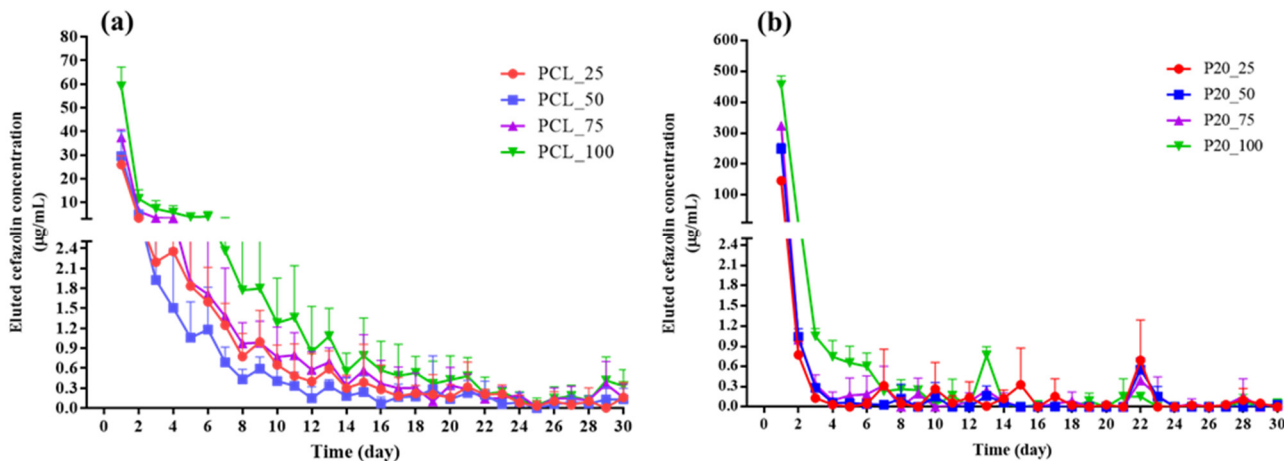 (a)
80
70
60
50
40
30
20
10
2.4
2.1
1.8
1.5
1.2
0.9
0.6
0.3
0.0
Eluted cefazolin concentration
(µg/mL)
PCL_25
PCL_50
PCL_75
PCL_100
0 2 4 6 8 10 12 14 16 18 20 22 24 26 28 30
Time (day)
(b)
600
500
400
300
200
100
2.4
2.1
1.8
1.5
1.2
0.9
0.6
0.3
0.0
Eluted cefazolin concentration
(µg/mL)
P20_25
P20_50
P20_75
P20_100
0 2 4 6 8 10 12 14 16 18 20 22 24 26 28 30
Time (day)